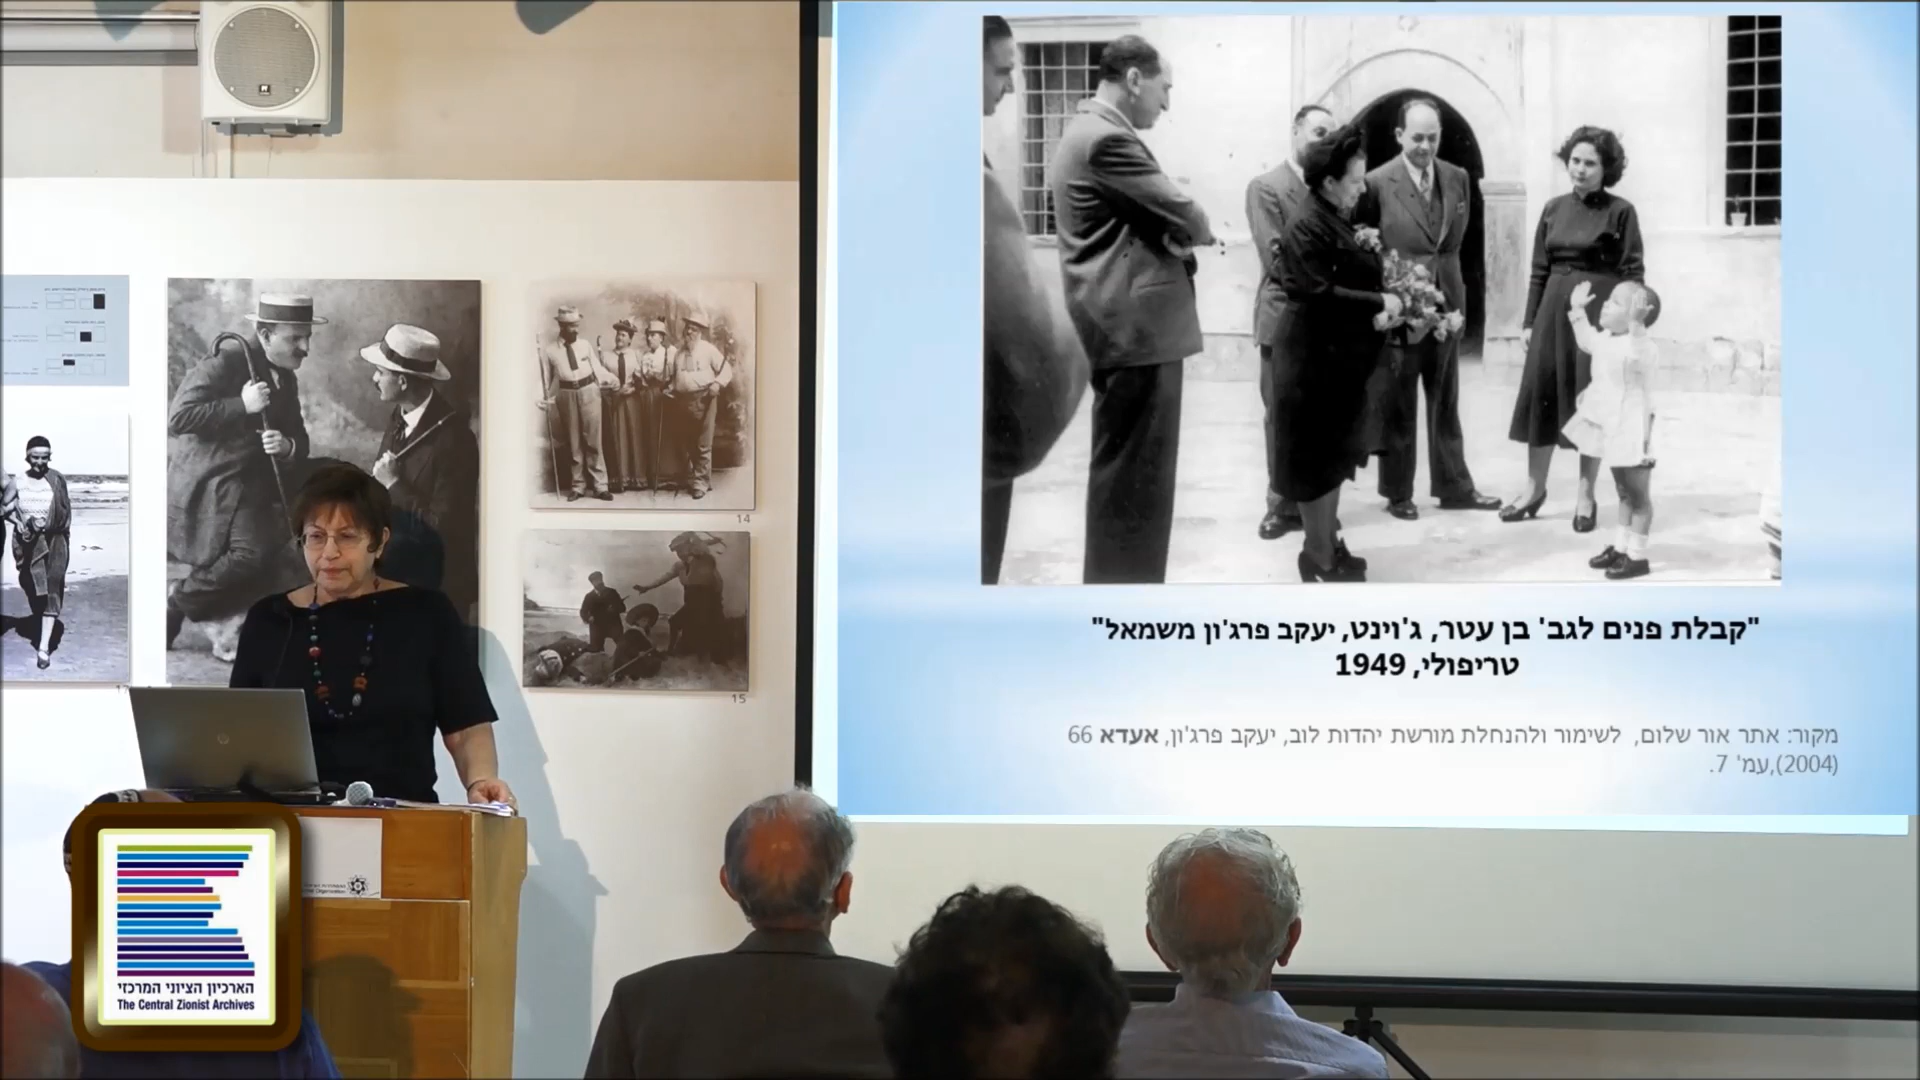 "קבלת פנים לגב' בן עטר, ג'וינט, יעקב פרג'ון משמאל"
טריפולי, 1949
מקור: אתר אור שלום, לשימור ולהנחלת מורשת יהדות לוב, יעקב פרג'ון, אעדא 66
(2004),עמ' 7.
14
15
הארכיון הציוני המרכזי
The Central Zionist Archives